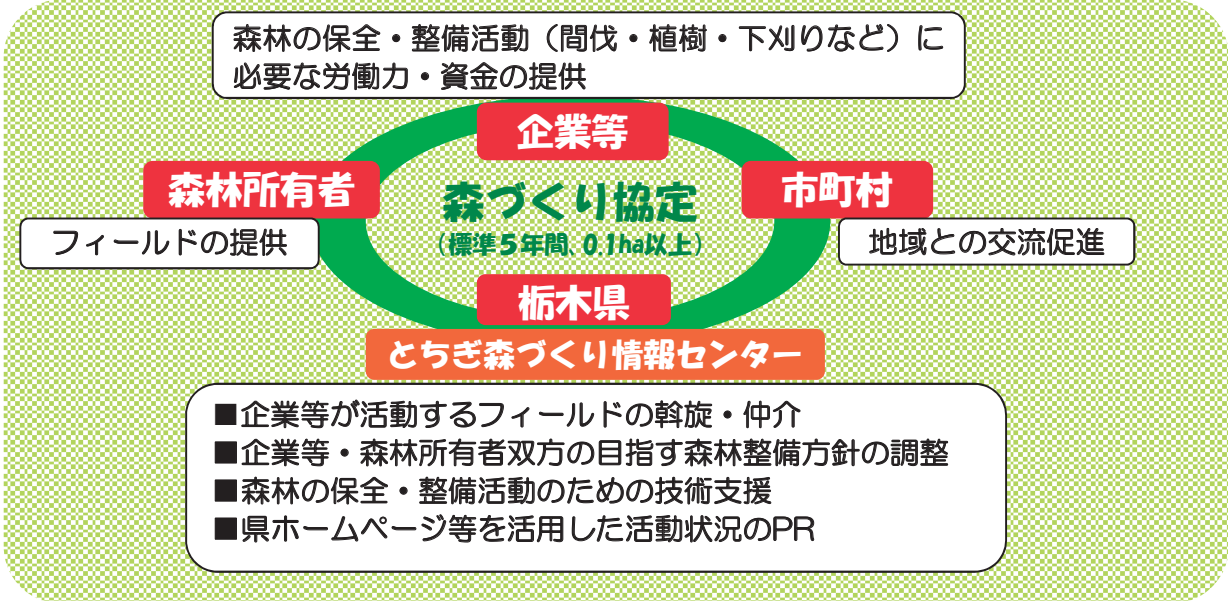 森林の保全・整備活動（間伐・植樹・下刈りなど）に
必要な労働力・資金の提供
企業等
森林所有者
市町村
森づくり協定
（標準５年間、0.1ha以上）
フィールドの提供
地域との交流促進
栃木県
とちぎ森づくり情報センター
■企業等が活動するフィールドの斡旋・仲介
■企業等・森林所有者双方の目指す森林整備方針の調整
■森林の保全・整備活動のための技術支援
■県ホームページ等を活用した活動状況のPR